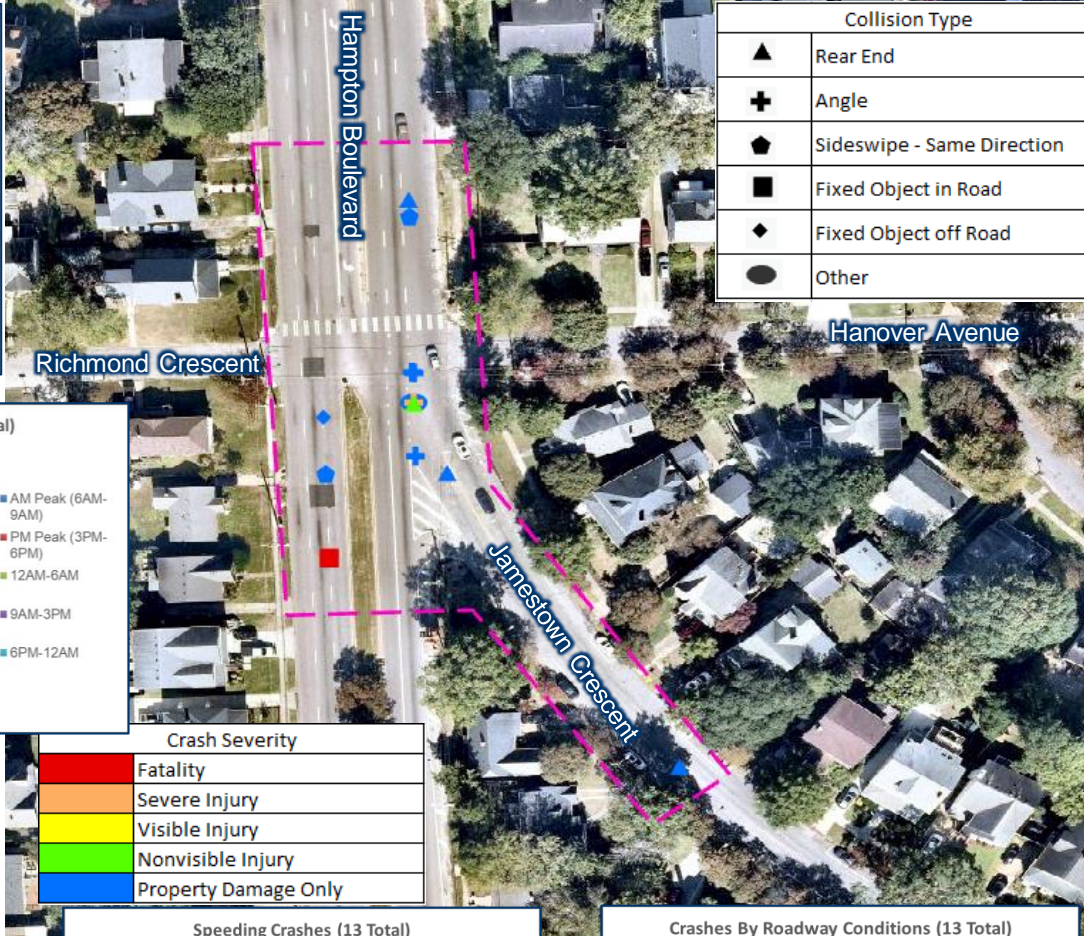 Hampton Boulevard
Collision Type
Rear End
Angle
Sideswipe - Same Direction
Fixed Object in Road
Fixed Object off Road
Other
Hanover Avenue
Richmond Crescent
al)
AM Peak (6AM-
9AM)
PM Peak (3PM-
6PM)
12AM-6AM
9AM-3PM
6PM-12AM
Jamestown Crescent
Crash Severity
Fatality
Severe Injury
Visible Injury
Nonvisible Injury
Property Damage Only
Speeding Crashes (13 Total)
Crashes By Roadway Conditions (13 Total)